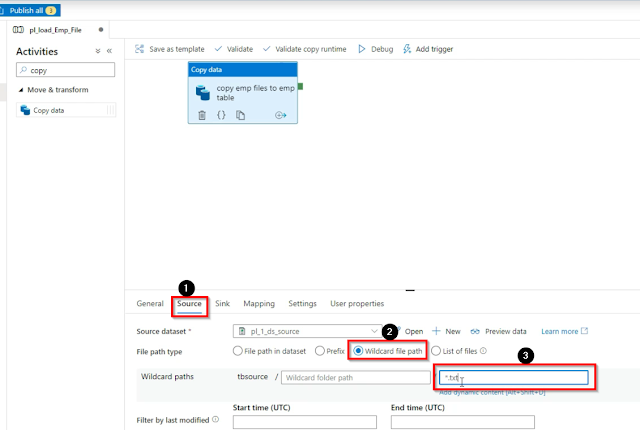 Publish all 3
pl_load_Emp_File
Activities
copy
Move & transform
Copy data
Save as template Validate Validate copy runtime Debug Add trigger
Copy data
copy emp files to emp
table
1
General Source Sink Mapping Settings User properties
2
Source dataset * pl_1_ds_source Open New Preview data Learn more
File path type File path in dataset Prefix Wildcard file path List of files
3
Wildcard paths tbsource / Wildcard folder path / *.txt
Add dynamic content [Alt+Shift+D]
Start time (UTC) End time (UTC)
Filter by last modified